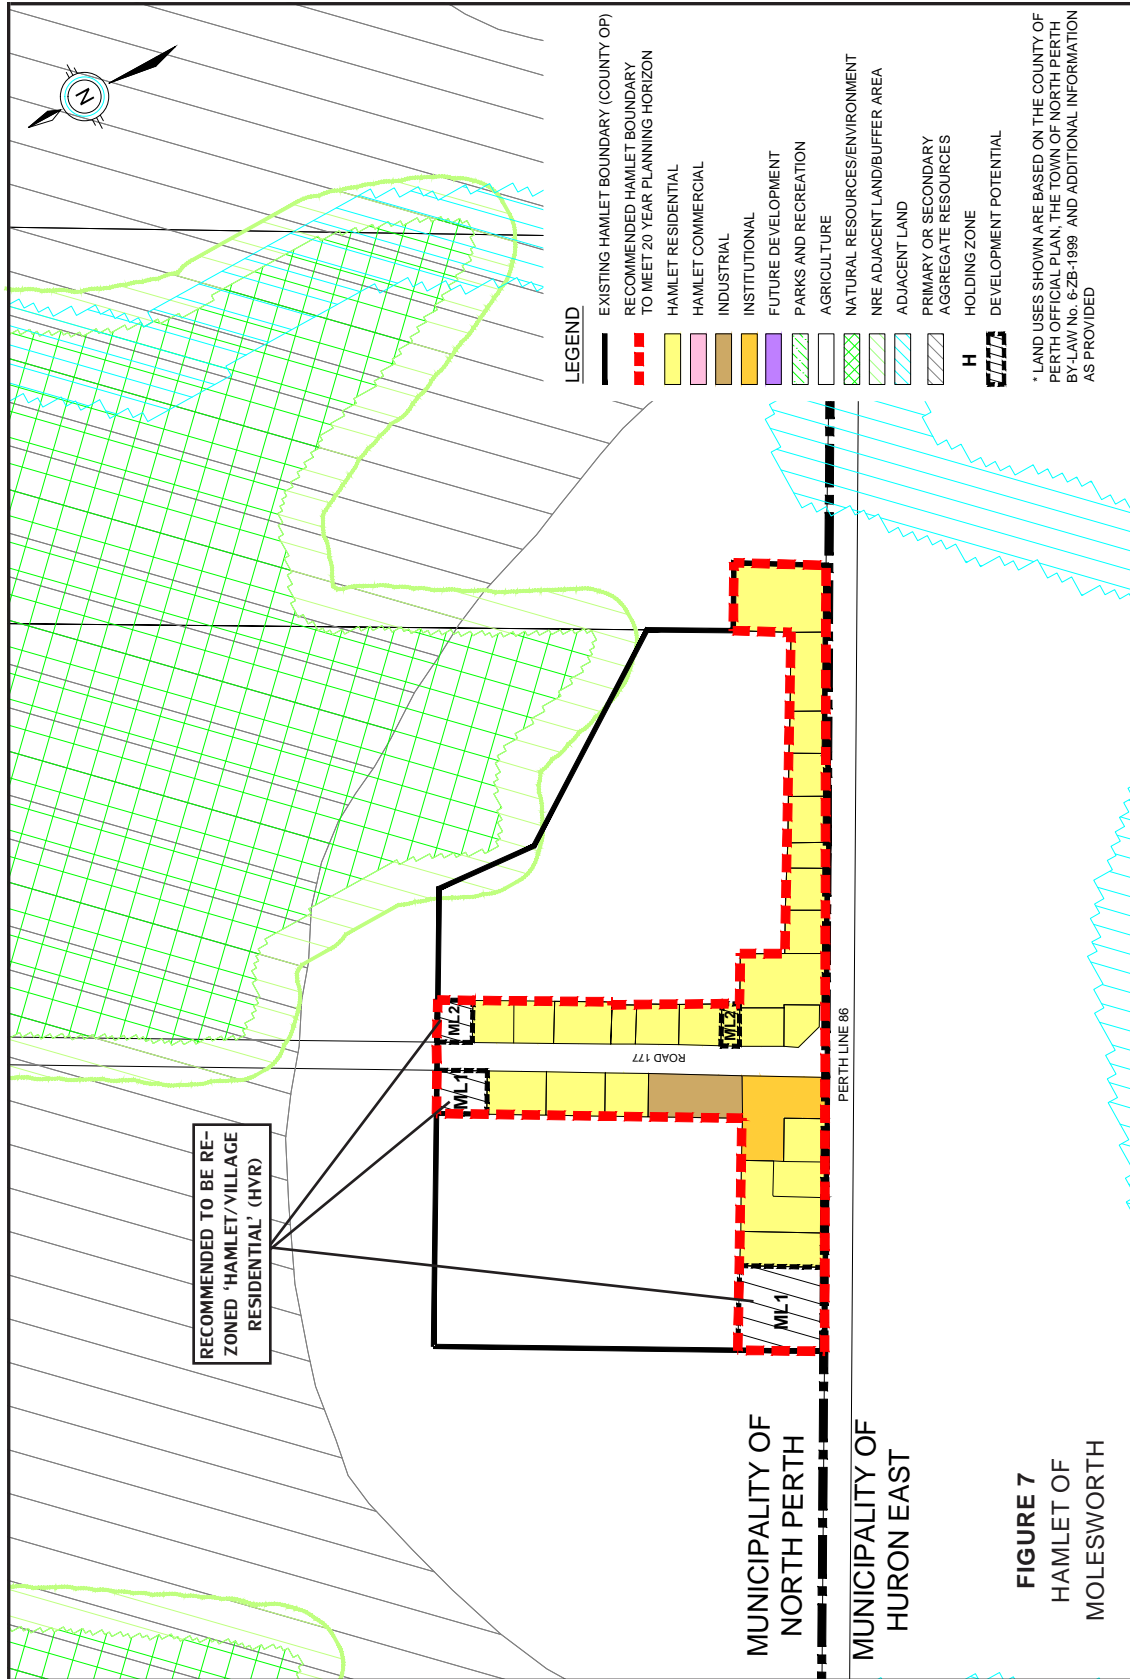 N
RECOMMENDED TO BE RE-
ZONED ‘HAMLET/VILLAGE
RESIDENTIAL’ (HVR)
ML1
ML2
ML2
ML1
ROAD 177
PERTH LINE 86
MUNICIPALITY OF
NORTH PERTH
MUNICIPALITY OF
HURON EAST
FIGURE 7
HAMLET OF
MOLESWORTH
LEGEND
EXISTING HAMLET BOUNDARY (COUNTY OP)
RECOMMENDED HAMLET BOUNDARY
TO MEET 20 YEAR PLANNING HORIZON
HAMLET RESIDENTIAL
HAMLET COMMERCIAL
INDUSTRIAL
INSTITUTIONAL
FUTURE DEVELOPMENT
PARKS AND RECREATION
AGRICULTURE
NATURAL RESOURCES/ENVIRONMENT
NRE ADJACENT LAND/BUFFER AREA
ADJACENT LAND
PRIMARY OR SECONDARY
AGGREGATE RESOURCES
H HOLDING ZONE
DEVELOPMENT POTENTIAL
* LAND USES SHOWN ARE BASED ON THE COUNTY OF
PERTH OFFICIAL PLAN, THE TOWN OF NORTH PERTH
BY-LAW No. 6-ZB-1999 AND ADDITIONAL INFORMATION
AS PROVIDED